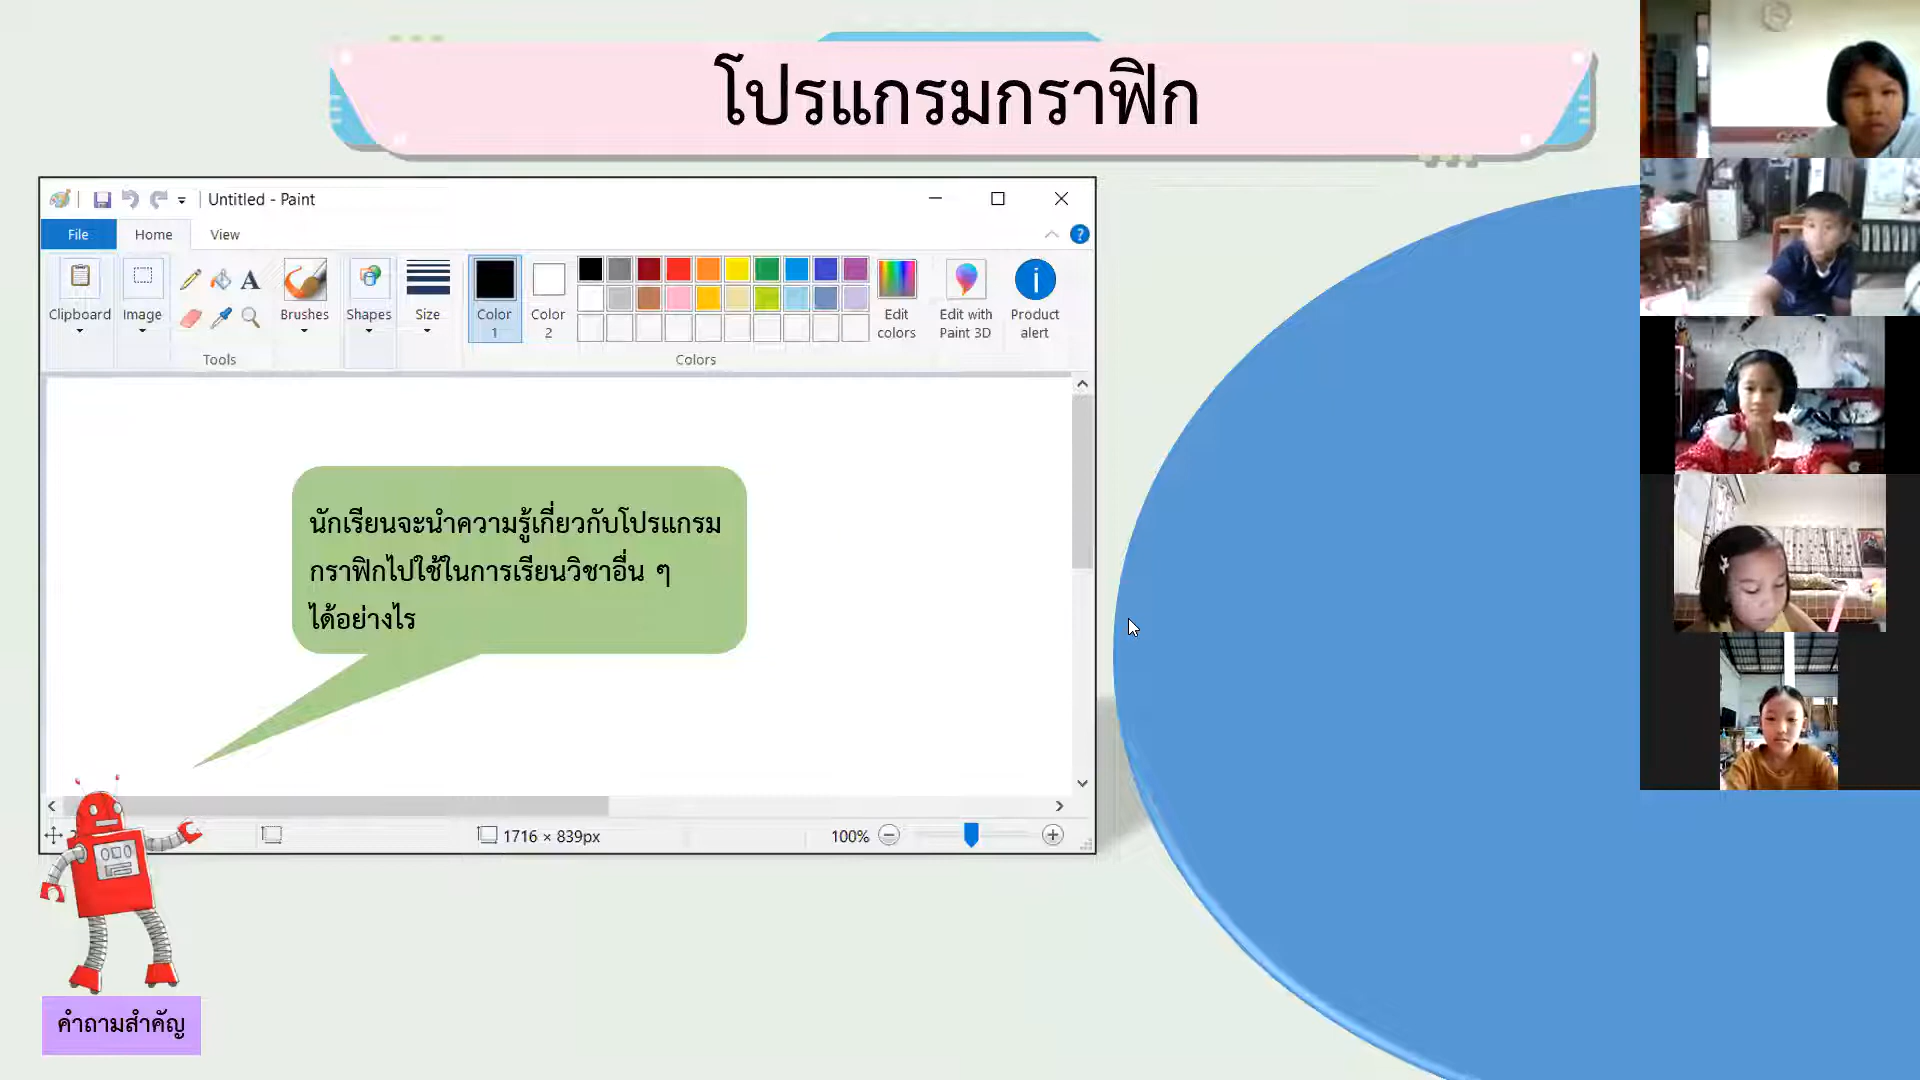 โปรแกรมกราฟิก
Untitled - Paint
File Home View
Clipboard Image Brushes Shapes Size Color 1 Color 2 Edit colors Edit with Paint 3D Product alert
Tools Colors
นักเรียนจะนำความรู้เกี่ยวกับโปรแกรม
กราฟิกไปใช้ในการเรียนวิชาอื่น ๆ
ได้อย่างไร
1716 × 839px 100%
คำถามสำคัญ